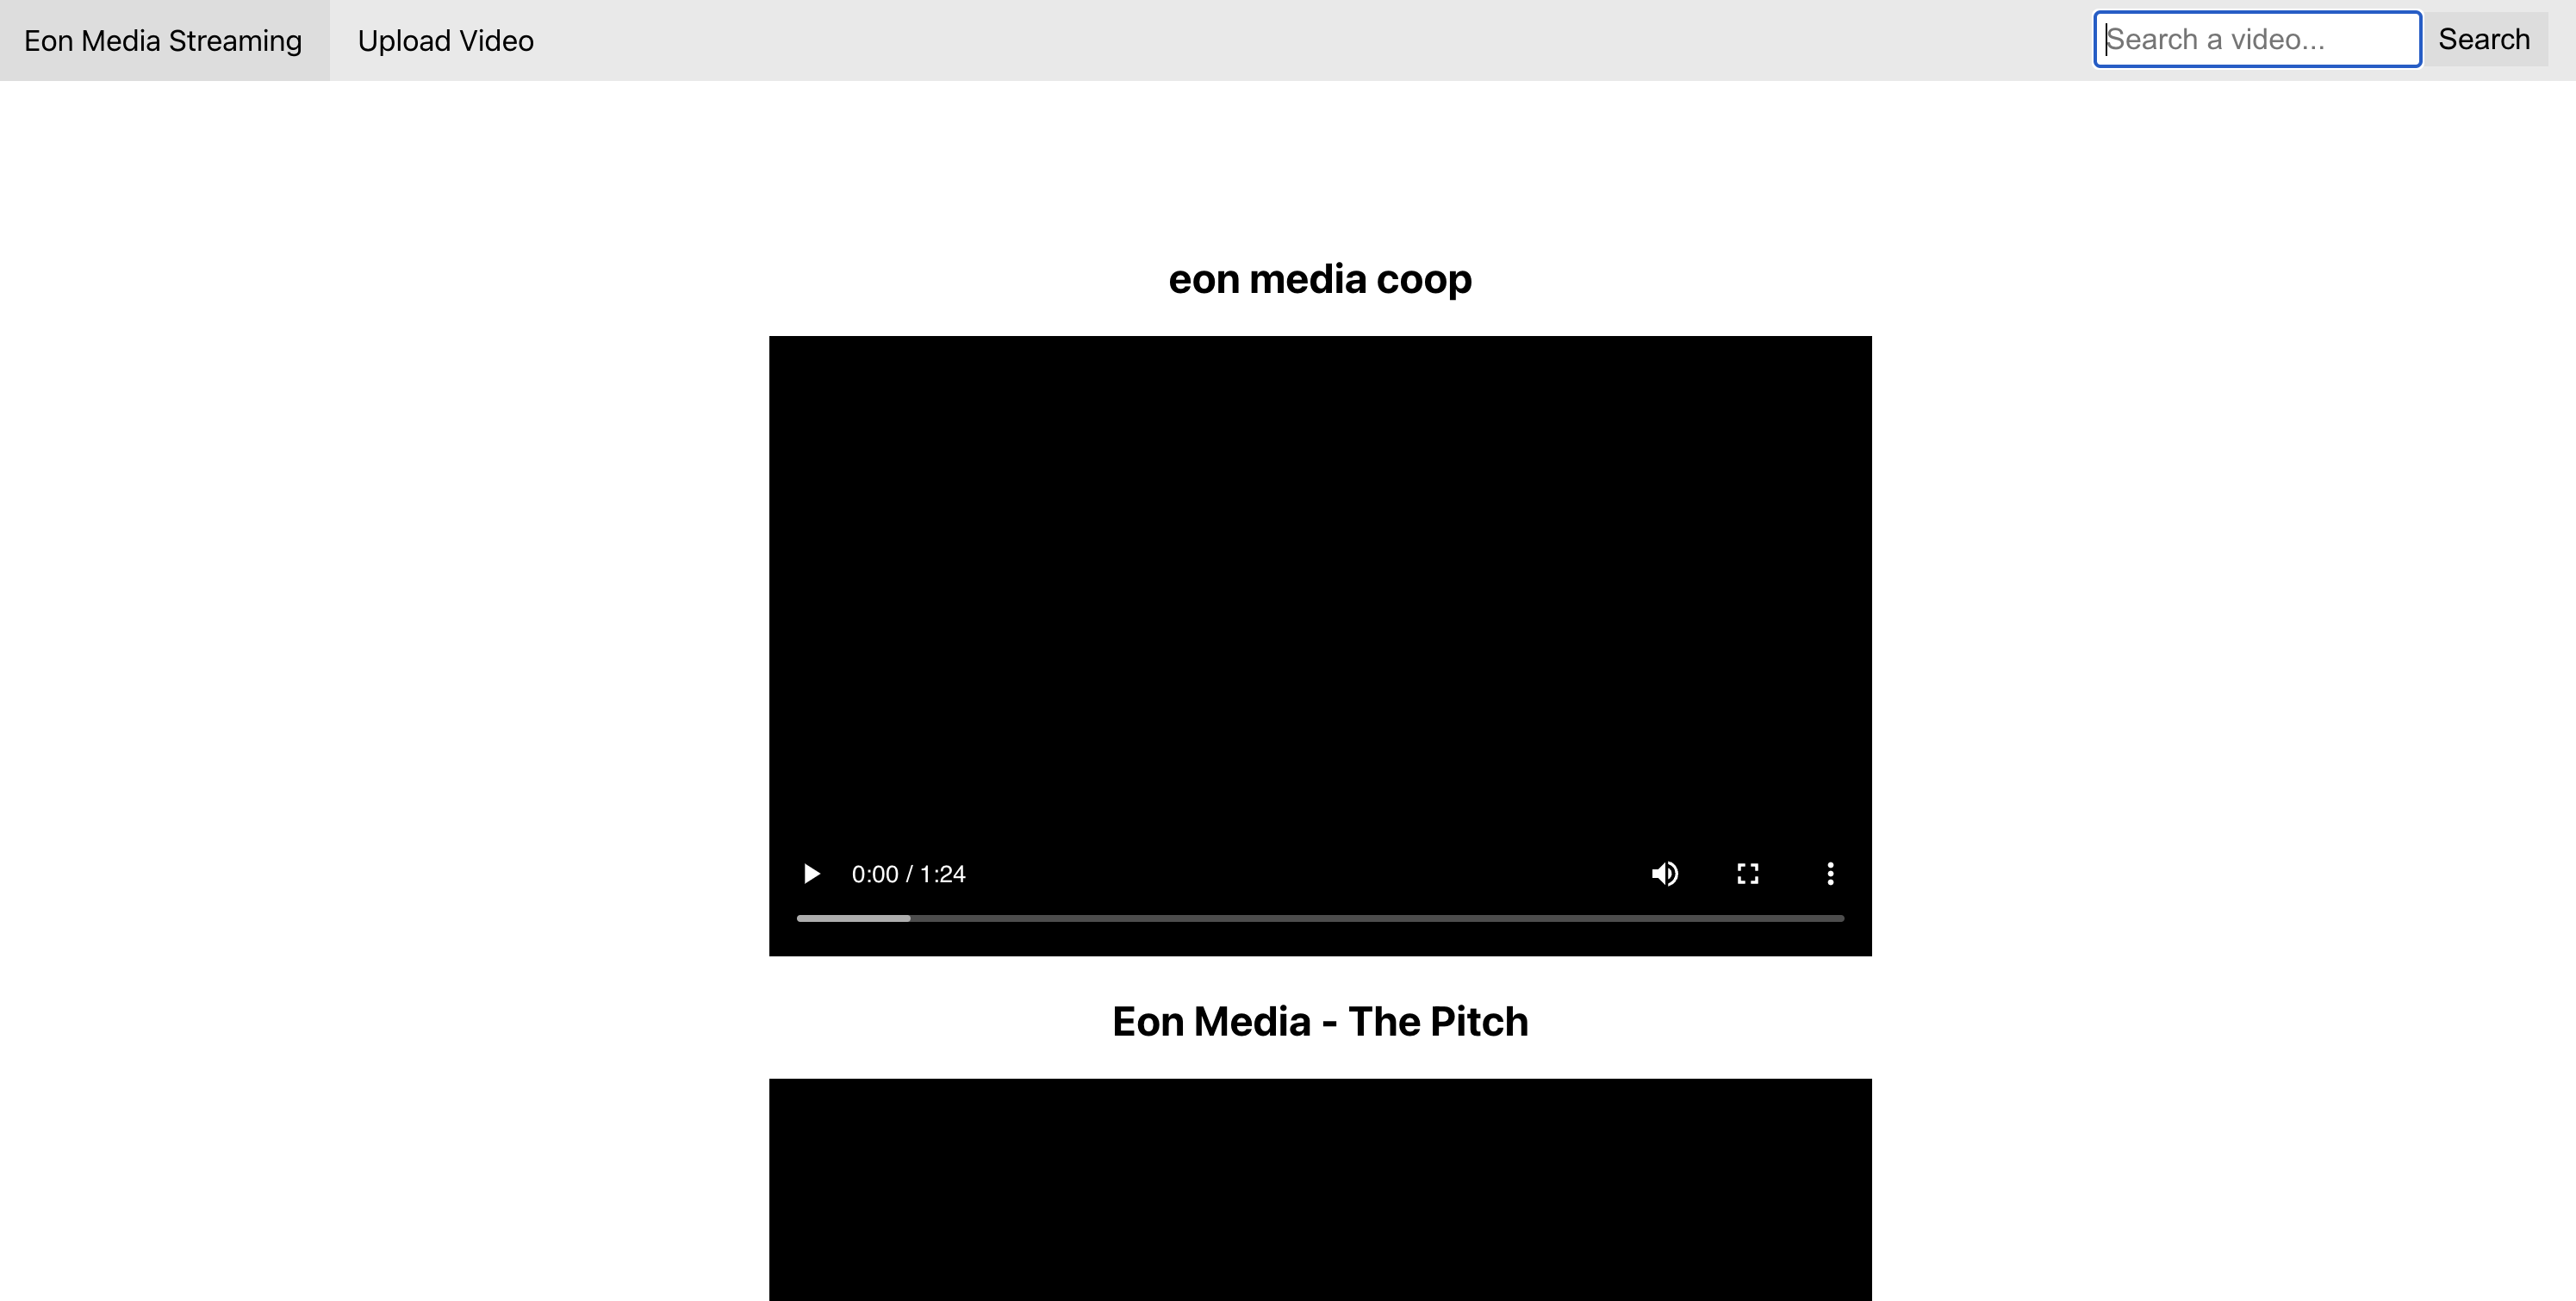 Eon Media Streaming
Upload Video
Search a video...
Search
eon media coop
0:00 / 1:24
Eon Media - The Pitch